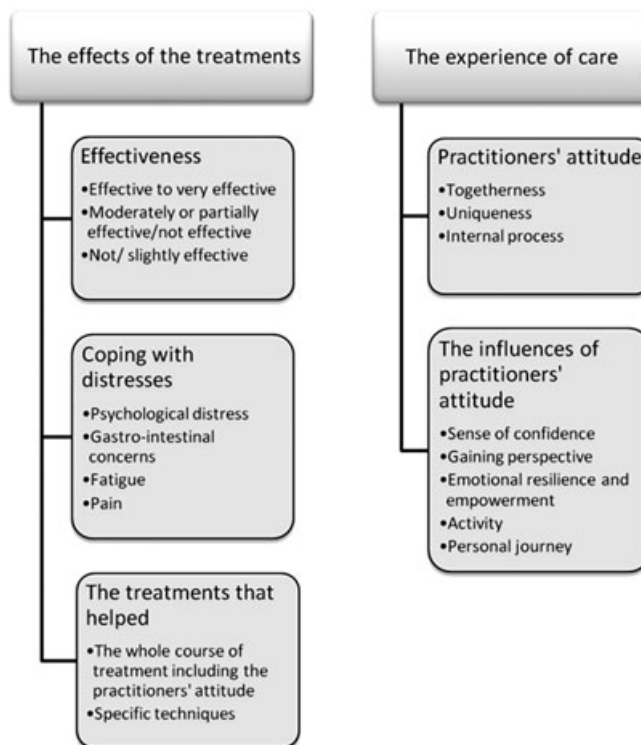 The effects of the treatments
Effectiveness
•Effective to very effective
•Moderately or partially
effective/not effective
•Not/ slightly effective
Coping with
distresses
•Psychological distress
•Gastro-intestinal
concerns
•Fatigue
•Pain
The treatments that
helped
•The whole course of
treatment including the
practitioners' attitude
•Specific techniques
The experience of care
Practitioners' attitude
•Togetherness
•Uniqueness
•Internal process
The influences of
practitioners'
attitude
•Sense of confidence
•Gaining perspective
•Emotional resilience and
empowerment
•Activity
•Personal journey